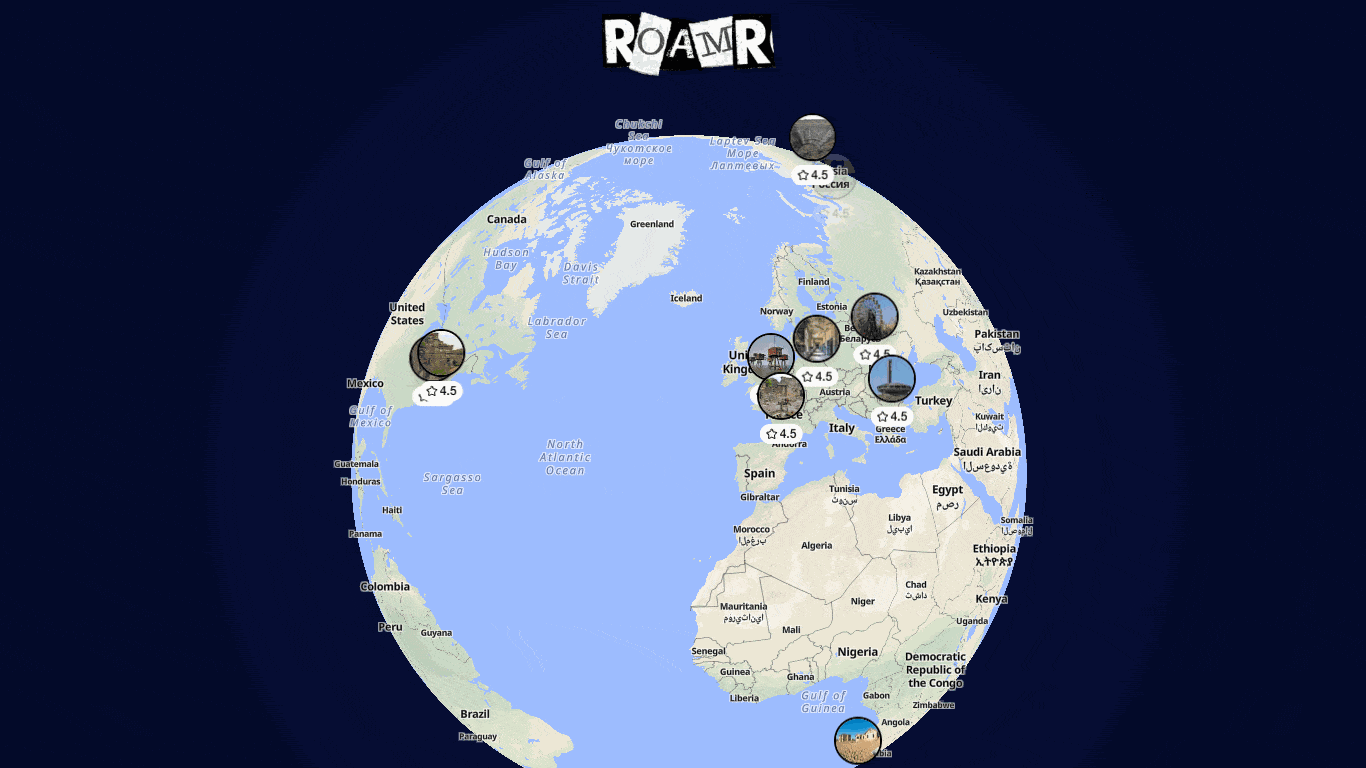 ROAMR
Chukchi
Sea
Чукотское
море
Laptev Sea
Море
Лаптевых
Gulf of
Alaska
4.5
Россия
4.5
Canada
Greenland
Hudson
Bay
Davis
Strait
Finland
Kazakhstan
Қазақстан
Iceland
Norway
Estonia
United
States
Labrador
Sea
Uzbekistan
Беларусь
Pakistan
پاکستان
4.5
4.5
Iran
ایران
Mexico
4.5
Austria
Turkey
Gulf of
Mexico
4.5
Kuwait
الكويت
Italy
Greece
Ελλάδα
4.5
Andorra
North
Atlantic
Ocean
Saudi Arabia
السعودية
Guatemala
Honduras
Sargasso
Sea
Spain
Gibraltar
Tunisia
تونس
Egypt
مصر
Haiti
Libya
ليبيا
Somalia
Panama
Morocco
المغرب
Algeria
Ethiopia
ኢትዮጵያ
Colombia
Chad
تشاد
Kenya
Niger
Mauritania
موريتانيا
Uganda
Peru
Guyana
Mali
Senegal
Nigeria
Democratic
Republic of
the Congo
Guinea
Ghana
Liberia
Gulf of
Guinea
Gabon
Zimbabwe
Brazil
Paraguay
Angola